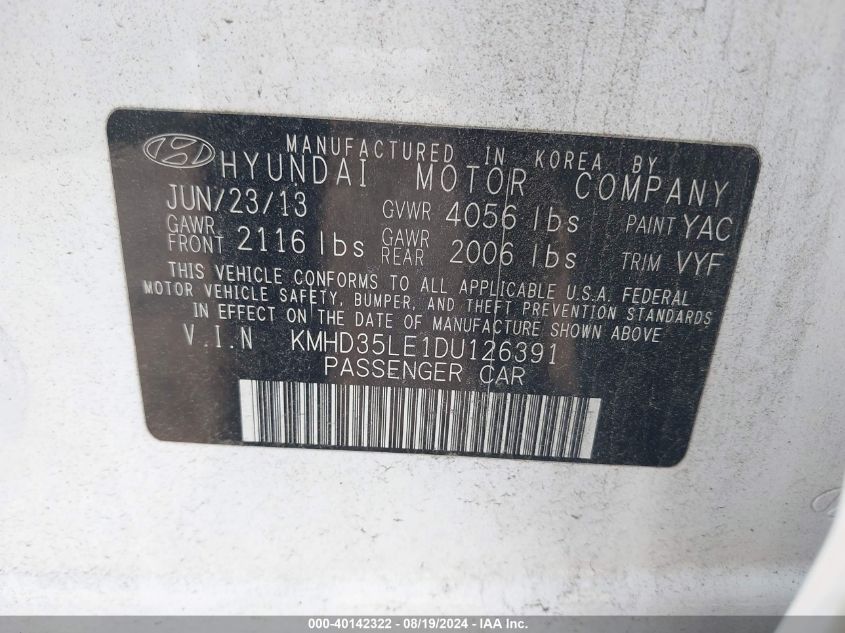 MANUFACTURED IN KOREA BY
HYUNDAI MOTOR COMPANY
JUN/23/13 GVWR 4056 lbs PAINT YAC
GAWR FRONT 2116 lbs GAWR REAR 2006 lbs TRIM VYF
THIS VEHICLE CONFORMS TO ALL APPLICABLE U.S.A. FEDERAL
MOTOR VEHICLE SAFETY, BUMPER, AND THEFT PREVENTION STANDARDS
IN EFFECT ON THE DATE OF MANUFACTURE SHOWN ABOVE
V.I.N KMHD35LE1DU126391
PASSENGER CAR
000-40142322 - 08/19/2024 - IAA Inc.